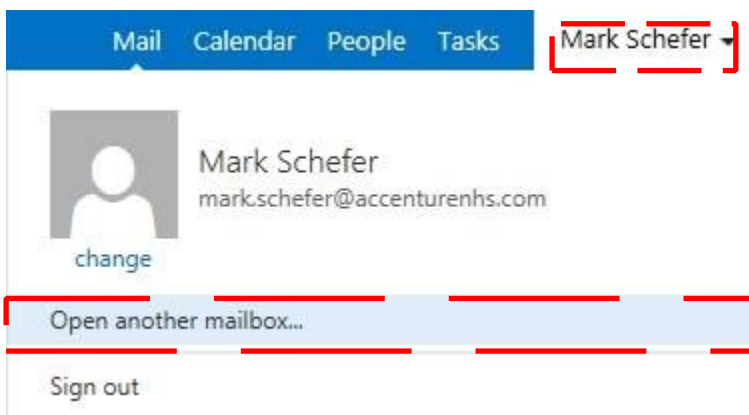 Mail Calendar People Tasks Mark Schefer
Mark Schefer
mark.schefer@accenturenhs.com
change
Open another mailbox...
Sign out